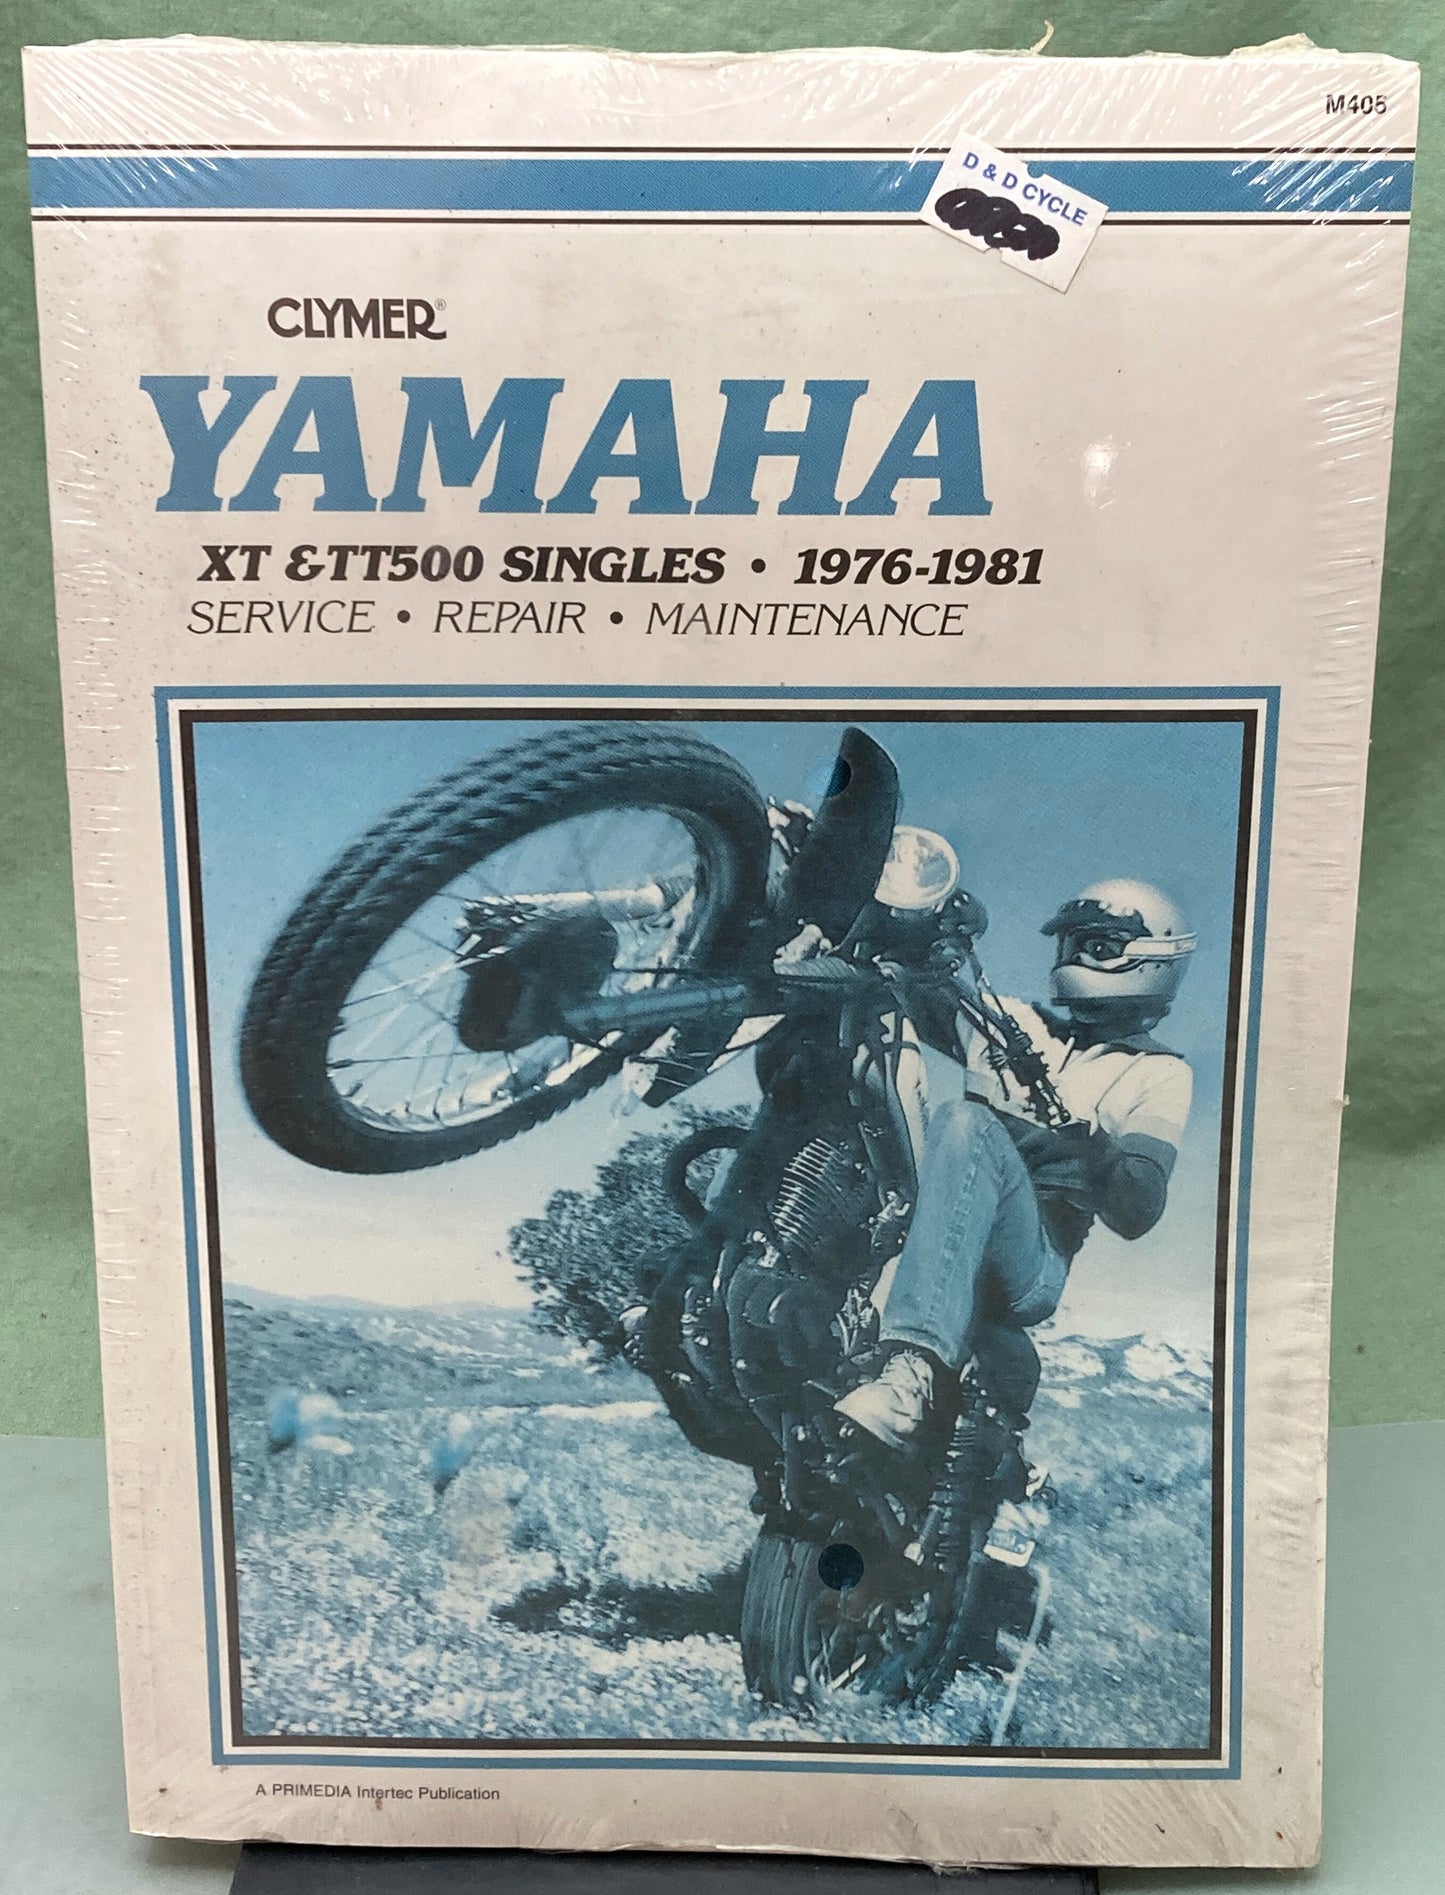 M405
D & D CYCLE
CLYMER®
YAMAHA
XT & TT500 SINGLES • 1976-1981
SERVICE • REPAIR • MAINTENANCE
A PRIMEDIA Intertec Publication